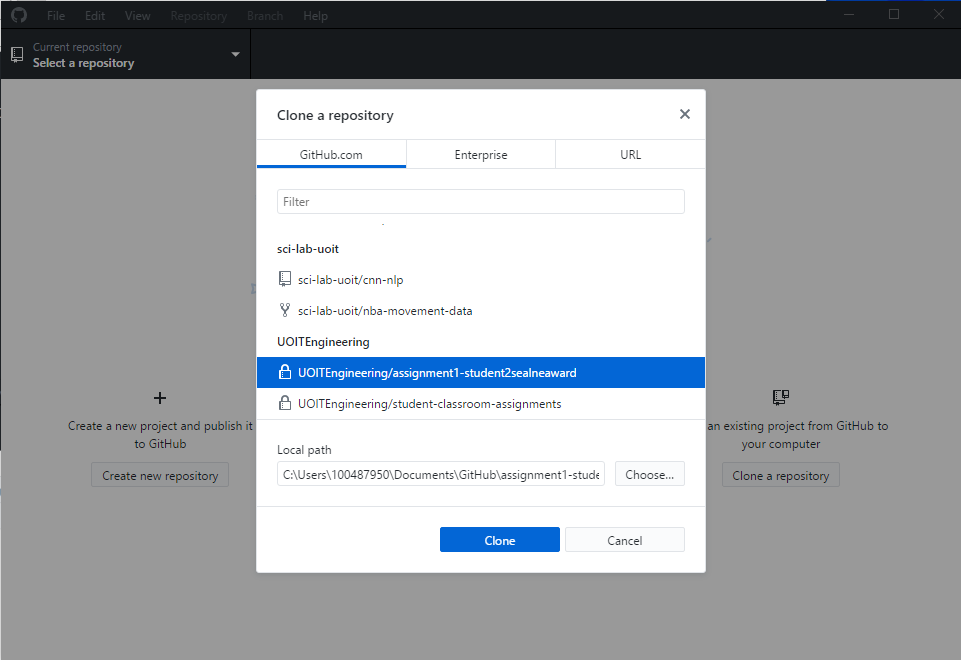 File Edit View Repository Branch Help
Current repository
Select a repository
Clone a repository
GitHub.com Enterprise URL
Filter
sci-lab-uoit
sci-lab-uoit/cnn-nlp
sci-lab-uoit/nba-movement-data
UOITEngineering
UOITEngineering/assignment1-student2sealneaward
UOITEngineering/student-classroom-assignments
Local path
C:\Users\100487950\Documents\GitHub\assignment1-stude
Choose...
Clone Cancel
Create a new project and publish it
to GitHub
Create new repository
an existing project from GitHub to
your computer
Clone a repository